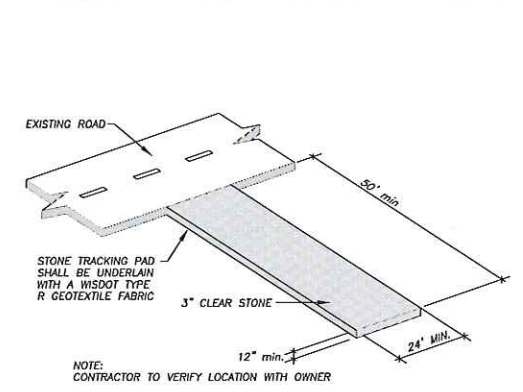 EXISTING ROAD
50' min
STONE TRACKING PAD
SHALL BE UNDERLAIN
WITH A WISDOT TYPE
R GEOTEXTILE FABRIC
3" CLEAR STONE
24' MIN.
12" min.
NOTE:
CONTRACTOR TO VERIFY LOCATION WITH OWNER